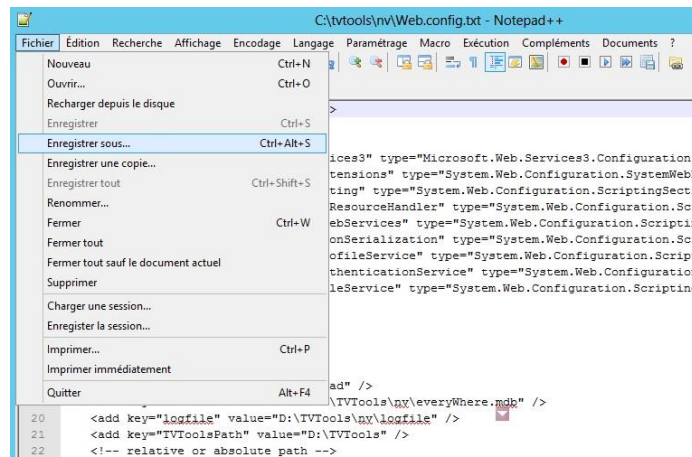 C:\tvtools\nv\Web.config.txt - Notepad++
Fichier Édition Recherche Affichage Encodage Langage Paramétrage Macro Exécution Compléments Documents ?
Nouveau Ctrl+N
Ouvrir... Ctrl+O
Recharger depuis le disque
>
Enregistrer Ctrl+S
Enregistrer sous... Ctrl+Alt+S
ices3" type="Microsoft.Web.Services3.Configuration
Enregistrer une copie...
tensions" type="System.Web.Configuration.SystemWeb
Enregistrer tout Ctrl+Shift+S
ting" type="System.Web.Configuration.ScriptingSecti
Renommer...
ResourceHandler" type="System.Web.Configuration.Sc
Fermer Ctrl+W
ebServices" type="System.Web.Configuration.Scripti
Fermer tout
onSerialization" type="System.Web.Configuration.Sc
Fermer tout sauf le document actuel
ofileService" type="System.Web.Configuration.Scrip
thenticationService" type="System.Web.Configuratio
Supprimer
leService" type="System.Web.Configuration.Scriptin
Charger une session...
Enregister la session...
Imprimer... Ctrl+P
Imprimer immédiatement
ad" />
Quitter Alt+F4
\TVTools\nv\everyWhere.mdb" />
20 <add key="logfile" value="D:\TVTools\nv\logfile" />
21 <add key="TVToolsPath" value="D:\TVTools" />
22 <!-- relative or absolute path -->